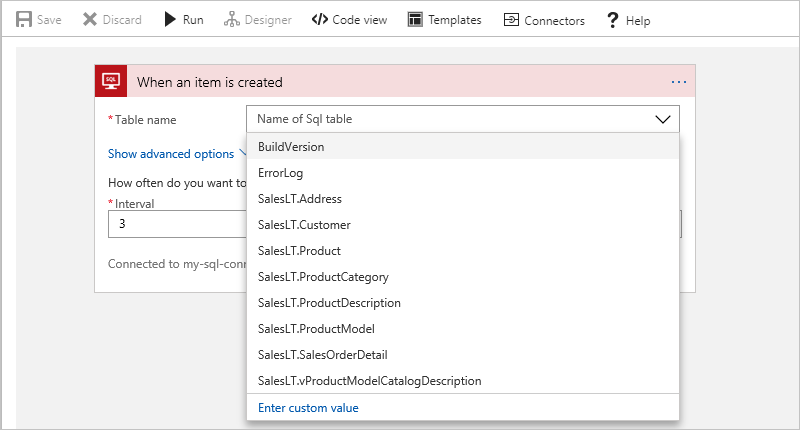 Save Discard Run Designer Code view Templates Connectors Help
SQL When an item is created ...
* Table name Name of Sql table
BuildVersion
Show advanced options
ErrorLog
How often do you want to
SalesLT.Address
* Interval
SalesLT.Customer
3
SalesLT.Product
Connected to my-sql-conn
SalesLT.ProductCategory
SalesLT.ProductDescription
SalesLT.ProductModel
SalesLT.SalesOrderDetail
SalesLT.vProductModelCatalogDescription
Enter custom value